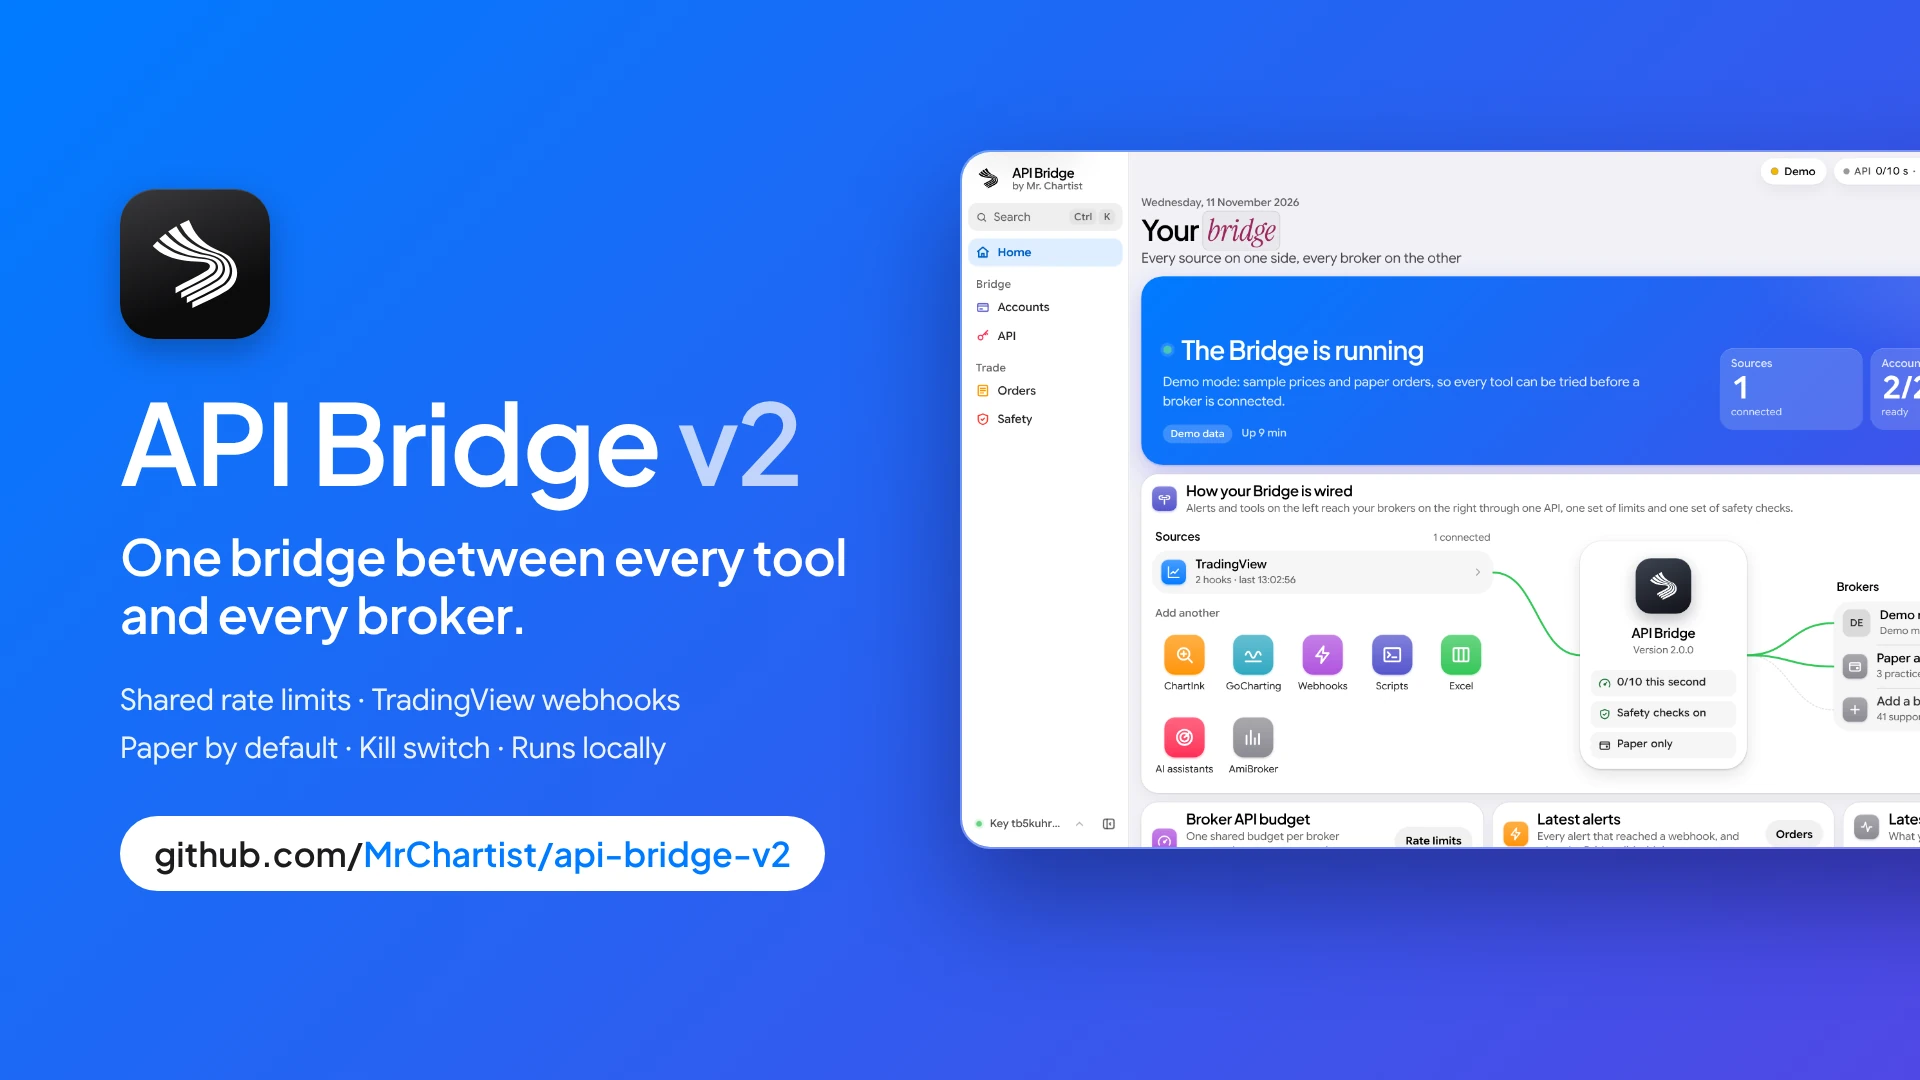 API Bridge v2
One bridge between every tool
and every broker.
Shared rate limits · TradingView webhooks
Paper by default · Kill switch · Runs locally
github.com/MrChartist/api-bridge-v2
API Bridge
by Mr. Chartist
Search Ctrl K
Home
Bridge
Accounts
API
Trade
Orders
Safety
Key tb5kuhr...
Demo
API 0/10 s ·
Wednesday, 11 November 2026
Your bridge
Every source on one side, every broker on the other
The Bridge is running
Demo mode: sample prices and paper orders, so every tool can be tried before a
broker is connected.
Demo data Up 9 min
Sources
1
connected
2/2
ready
How your Bridge is wired
Alerts and tools on the left reach your brokers on the right through one API, one set of limits and one set of safety checks.
Sources 1 connected
TradingView
2 hooks · last 13:02:56
Add another
ChartInk GoCharting Webhooks Scripts Excel
AI assistants AmiBroker
API Bridge
Version 2.0.0
0/10 this second
Safety checks on
Paper only
Brokers
DE Demo
Demo
Paper
3 practice
Add a
41
Broker API budget
One shared budget per broker
Rate limits
Latest alerts
Every alert that reached a webhook, and
Orders
What